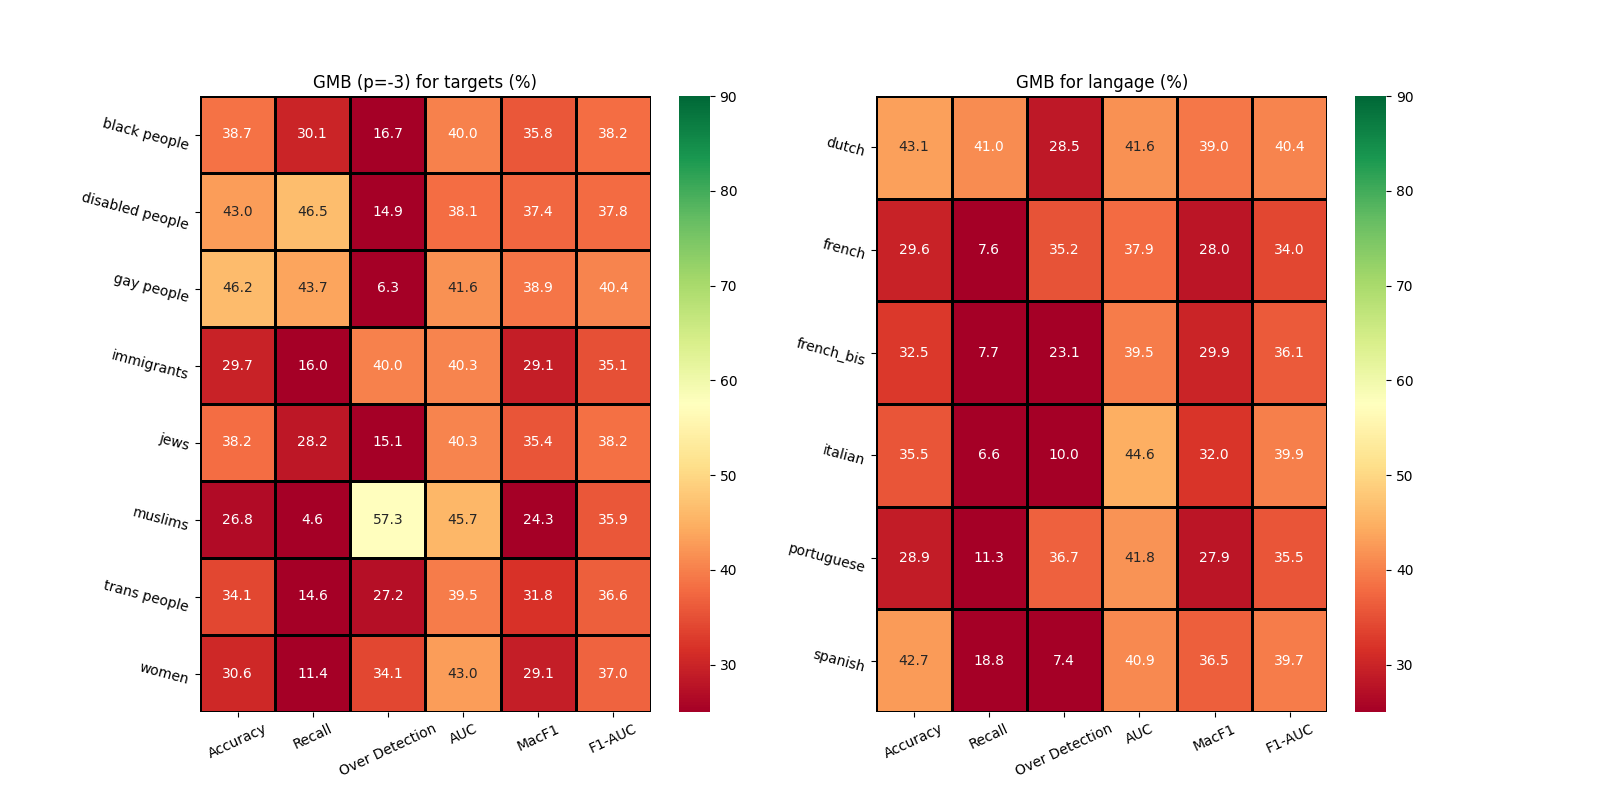 GMB (p=-3) for targets (%)
black people 38.7 30.1 16.7 40.0 35.8 38.2
disabled people 43.0 46.5 14.9 38.1 37.4 37.8
gay people 46.2 43.7 6.3 41.6 38.9 40.4
immigrants 29.7 16.0 40.0 40.3 29.1 35.1
jews 38.2 28.2 15.1 40.3 35.4 38.2
muslims 26.8 4.6 57.3 45.7 24.3 35.9
trans people 34.1 14.6 27.2 39.5 31.8 36.6
women 30.6 11.4 34.1 43.0 29.1 37.0
Accuracy Recall Over Detection AUC MacF1 F1-AUC
90
80
70
60
50
40
30
GMB for langage (%)
dutch 43.1 41.0 28.5 41.6 39.0 40.4
french 29.6 7.6 35.2 37.9 28.0 34.0
french_bis 32.5 7.7 23.1 39.5 29.9 36.1
italian 35.5 6.6 10.0 44.6 32.0 39.9
portuguese 28.9 11.3 36.7 41.8 27.9 35.5
spanish 42.7 18.8 7.4 40.9 36.5 39.7
Accuracy Recall Over Detection AUC MacF1 F1-AUC
90
80
70
60
50
40
30